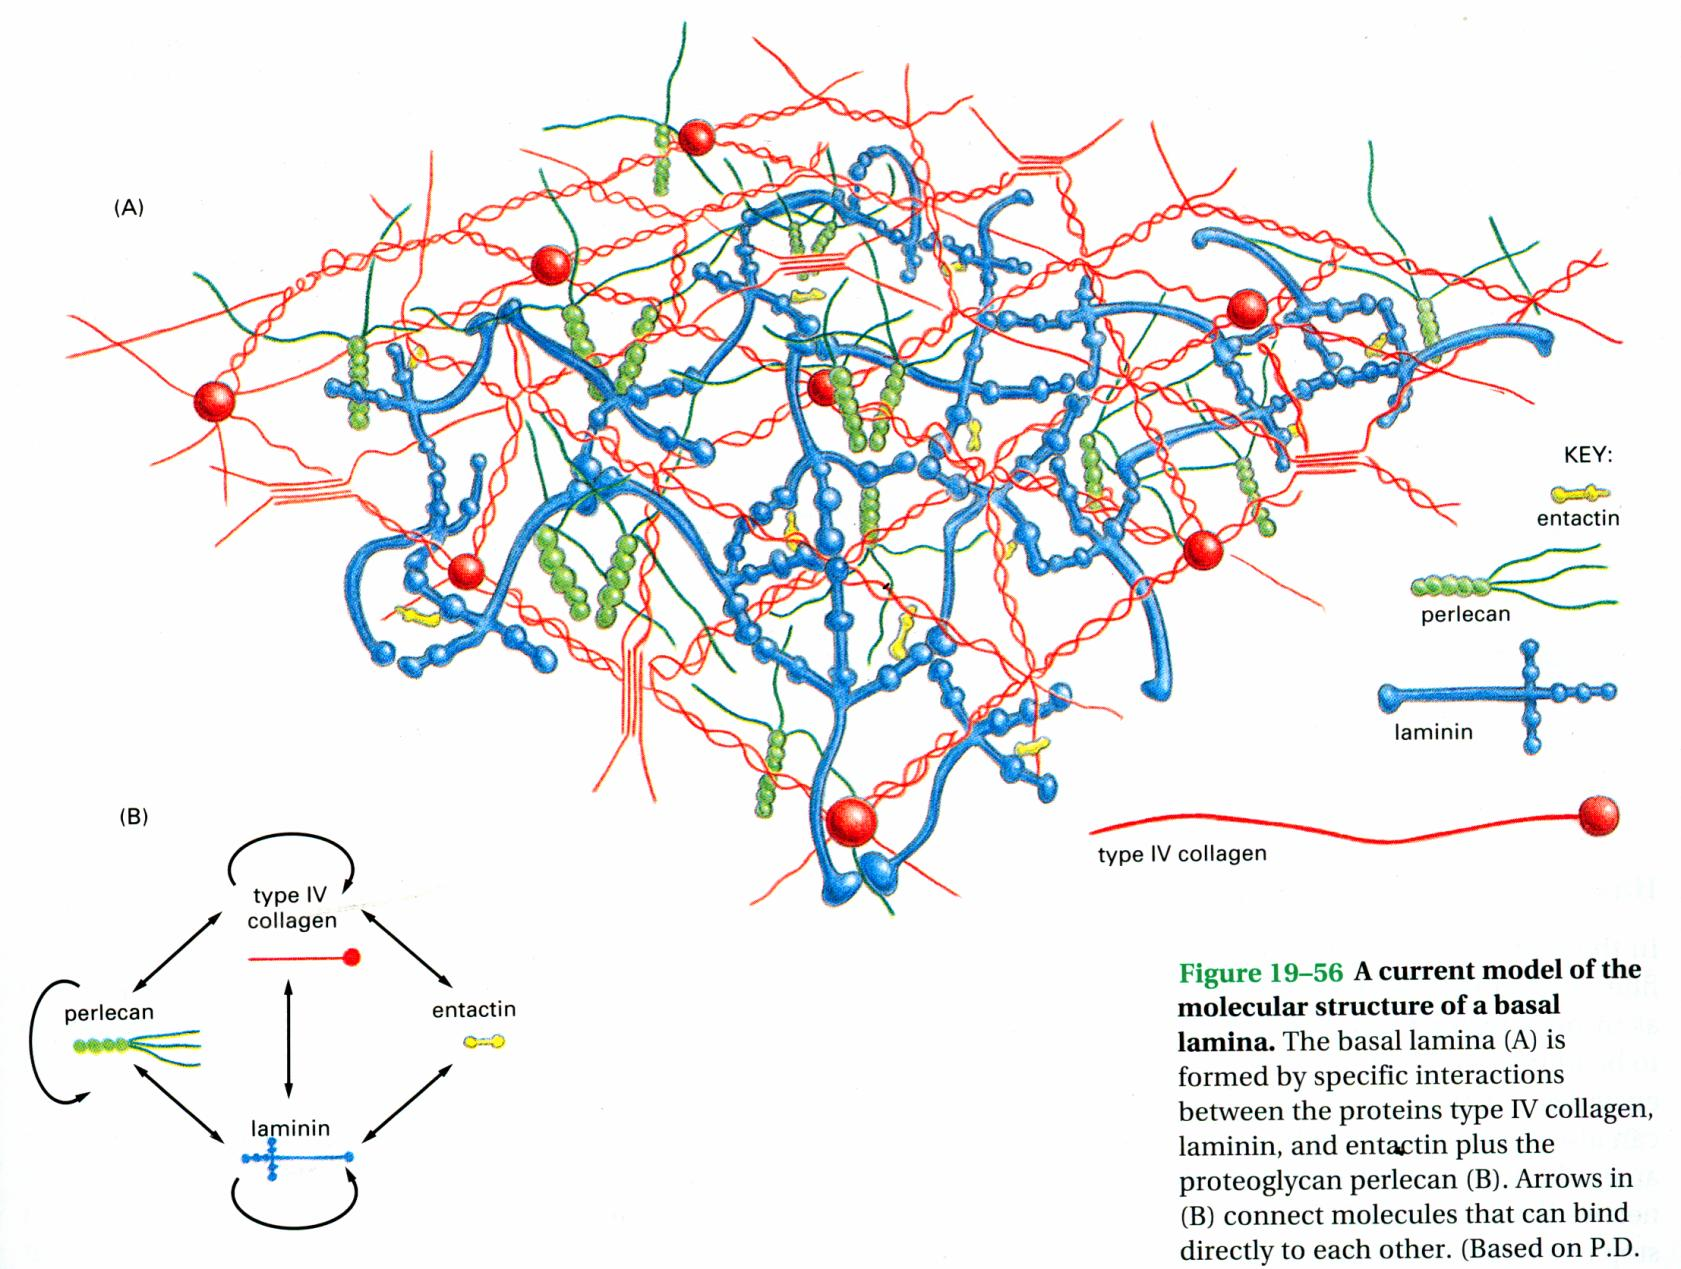 (A)
KEY:
entactin
perlecan
laminin
type IV collagen
(B)
type IV
collagen
perlecan
entactin
laminin
Figure 19–56 A current model of the
molecular structure of a basal
lamina. The basal lamina (A) is
formed by specific interactions
between the proteins type IV collagen,
laminin, and entactin plus the
proteoglycan perlecan (B). Arrows in
(B) connect molecules that can bind
directly to each other. (Based on P.D.